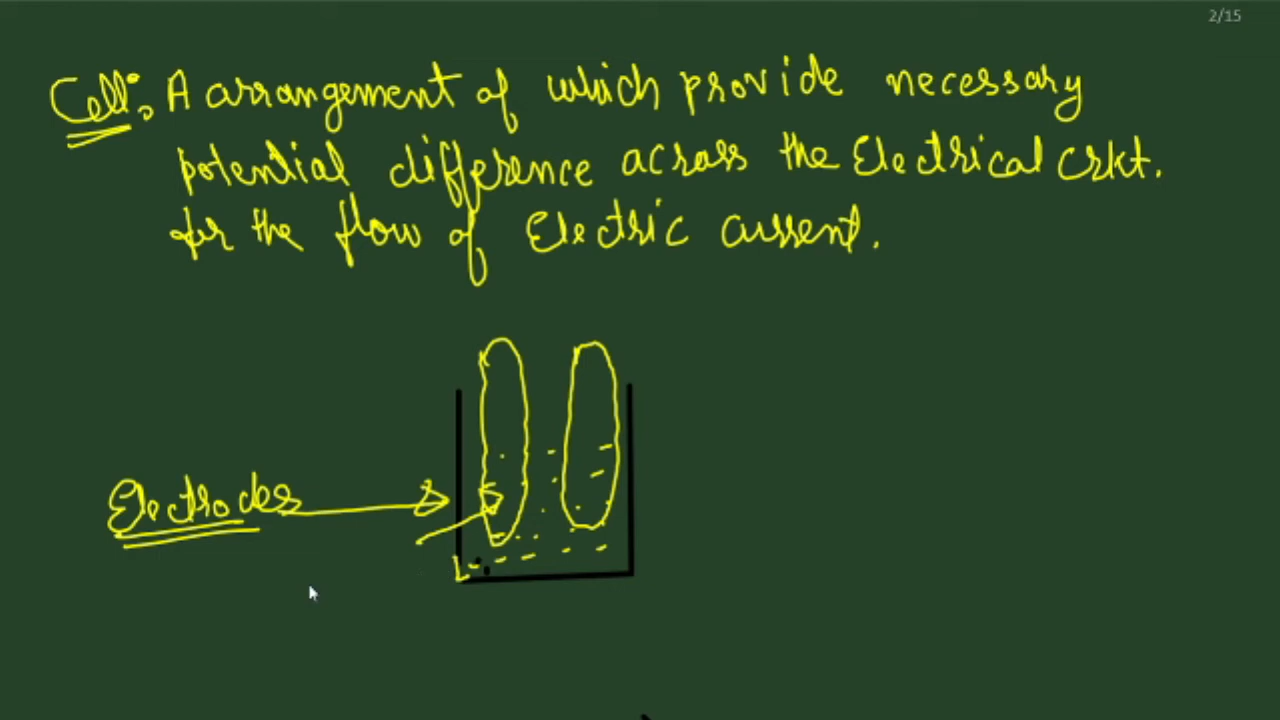 2/15
Cell:. A arrangement of which provide necessary
potential difference across the Electrical crkt.
for the flow of Electric current.
Electrodes